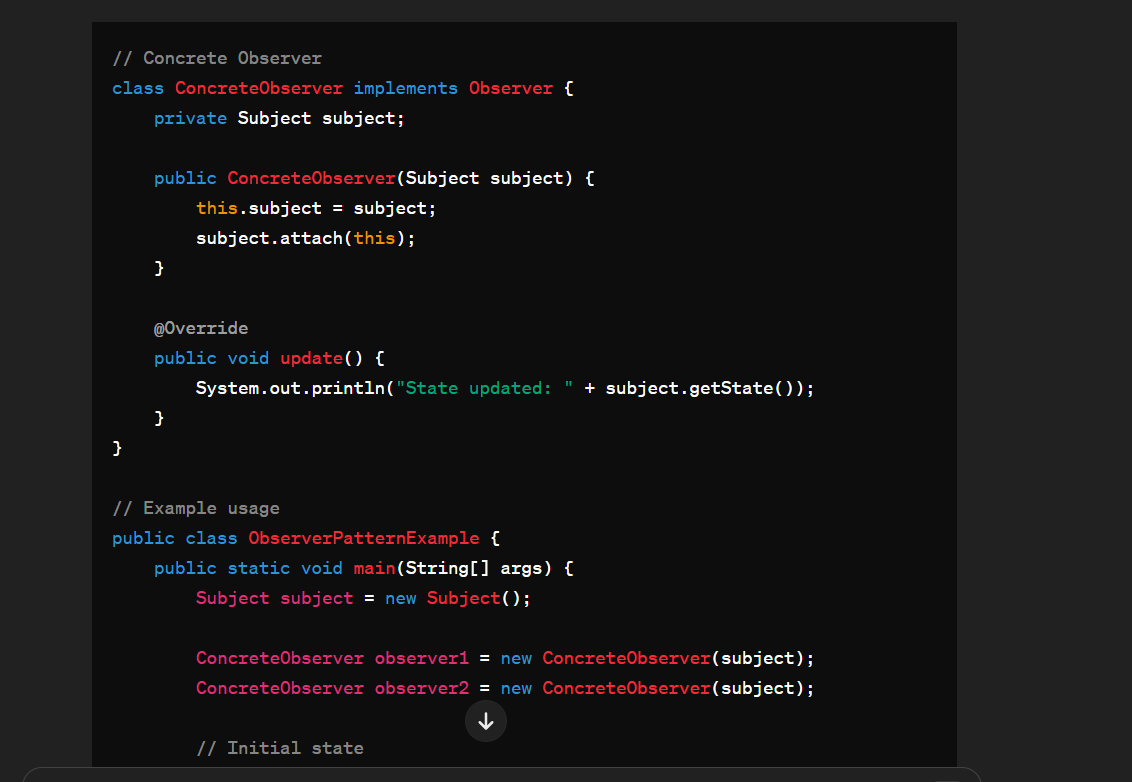 // Concrete Observer
class ConcreteObserver implements Observer {
    private Subject subject;

    public ConcreteObserver(Subject subject) {
        this.subject = subject;
        subject.attach(this);
    }

    @Override
    public void update() {
        System.out.println("State updated: " + subject.getState());
    }
}

// Example usage
public class ObserverPatternExample {
    public static void main(String[] args) {
        Subject subject = new Subject();

        ConcreteObserver observer1 = new ConcreteObserver(subject);
        ConcreteObserver observer2 = new ConcreteObserver(subject);

        // Initial state